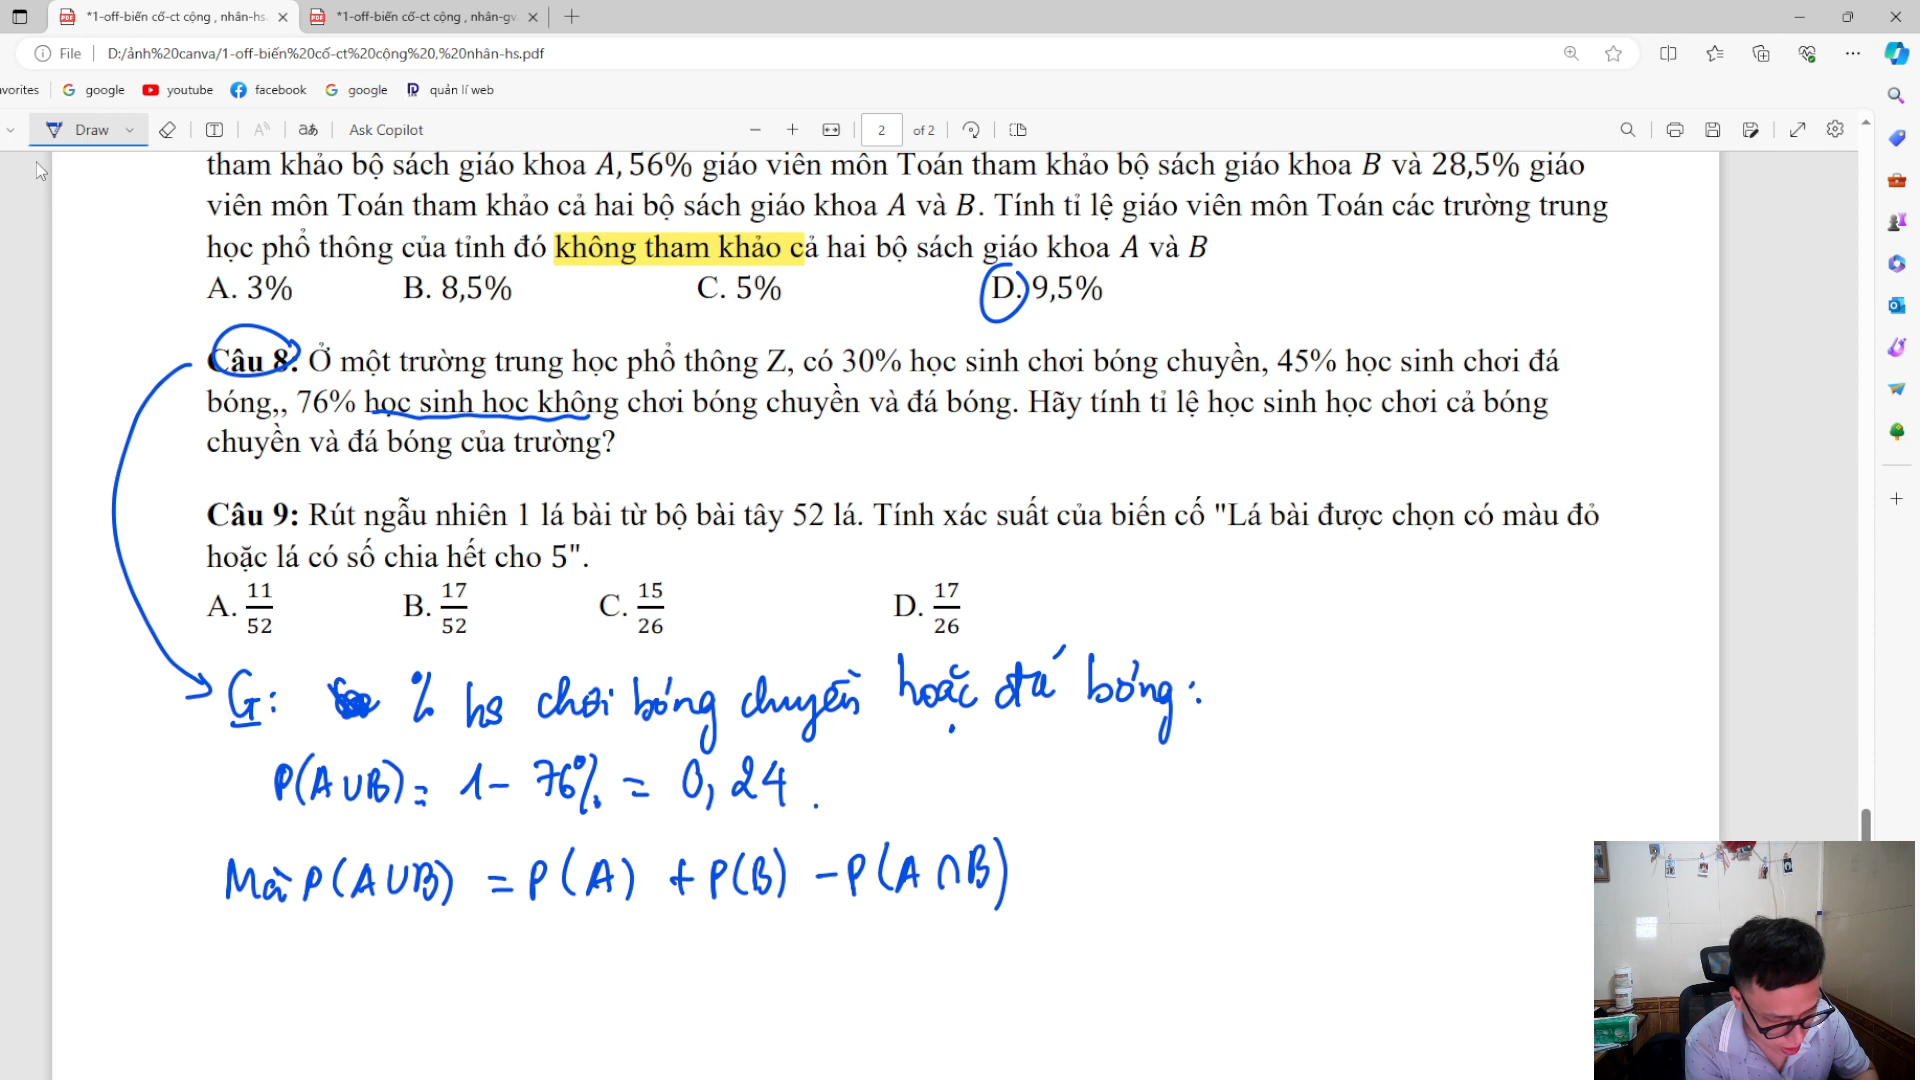 *1-off-biến cố-ct cộng , nhân-hs.
*1-off-biến cố-ct cộng , nhân-gv.
File
D:/ảnh%20canva/1-off-biến%20cố-ct%20cộng%20,%20nhân-hs.pdf
vorites
google
youtube
facebook
google
quản lí web
Draw
Ask Copilot
2
of 2
tham khảo bộ sách giáo khoa A, 56% giáo viên môn Toán tham khảo bộ sách giáo khoa B và 28,5% giáo
viên môn Toán tham khảo cả hai bộ sách giáo khoa A và B. Tính tỉ lệ giáo viên môn Toán các trường trung
học phổ thông của tỉnh đó không tham khảo cả hai bộ sách giáo khoa A và B
A. 3% B. 8,5% C. 5% D. 9,5%
Câu 8: Ở một trường trung học phổ thông Z, có 30% học sinh chơi bóng chuyền, 45% học sinh chơi đá
bóng,, 76% học sinh học không chơi bóng chuyền và đá bóng. Hãy tính tỉ lệ học sinh học chơi cả bóng
chuyền và đá bóng của trường?
Câu 9: Rút ngẫu nhiên 1 lá bài từ bộ bài tây 52 lá. Tính xác suất của biến cố "Lá bài được chọn có màu đỏ
hoặc lá có số chia hết cho 5".
A. 11/52 B. 17/52 C. 15/26 D. 17/26
G: % hs chơi bóng chuyền hoặc đá bóng:
P(A∪B) = 1 - 76% = 0,24.
Mà P(A∪B) = P(A) + P(B) - P(A∩B)